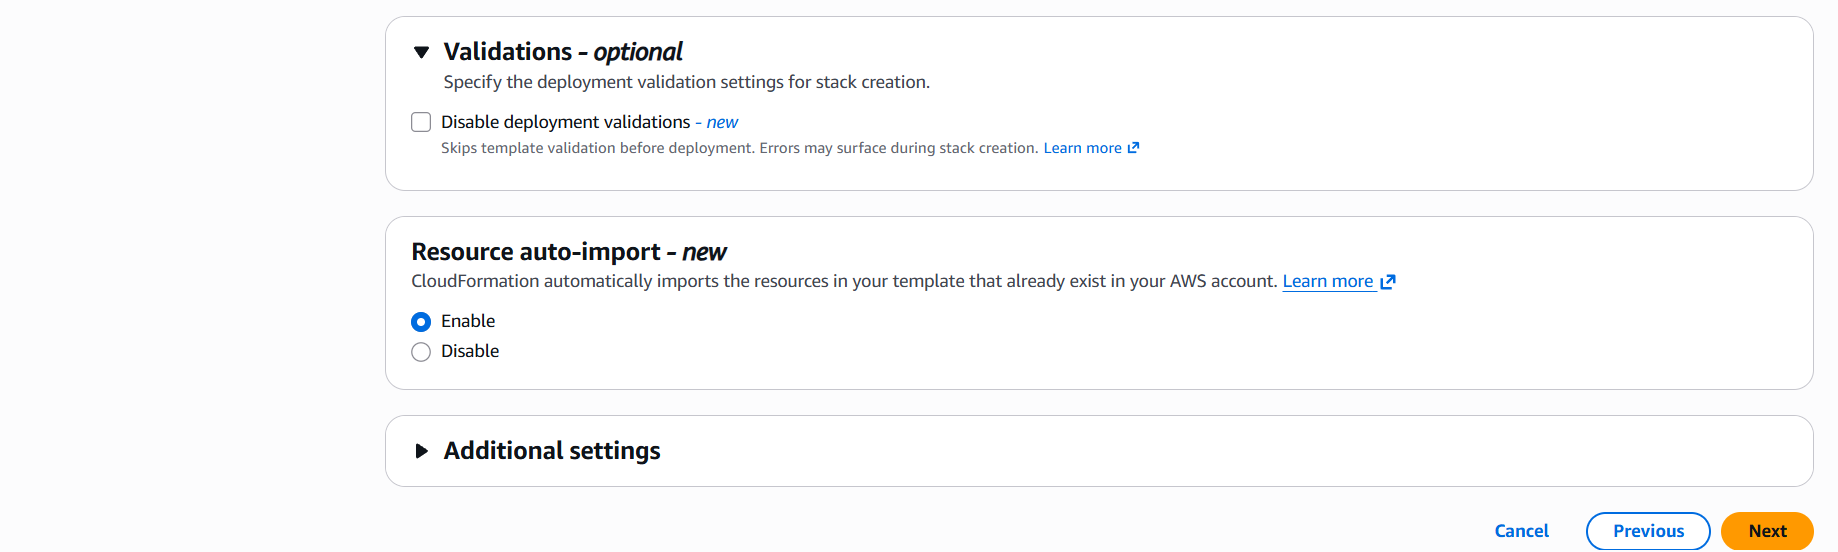 Validations - optional
Specify the deployment validation settings for stack creation.
Disable deployment validations - new
Skips template validation before deployment. Errors may surface during stack creation. Learn more
Resource auto-import - new
CloudFormation automatically imports the resources in your template that already exist in your AWS account. Learn more
Enable
Disable
Additional settings
Cancel Previous Next